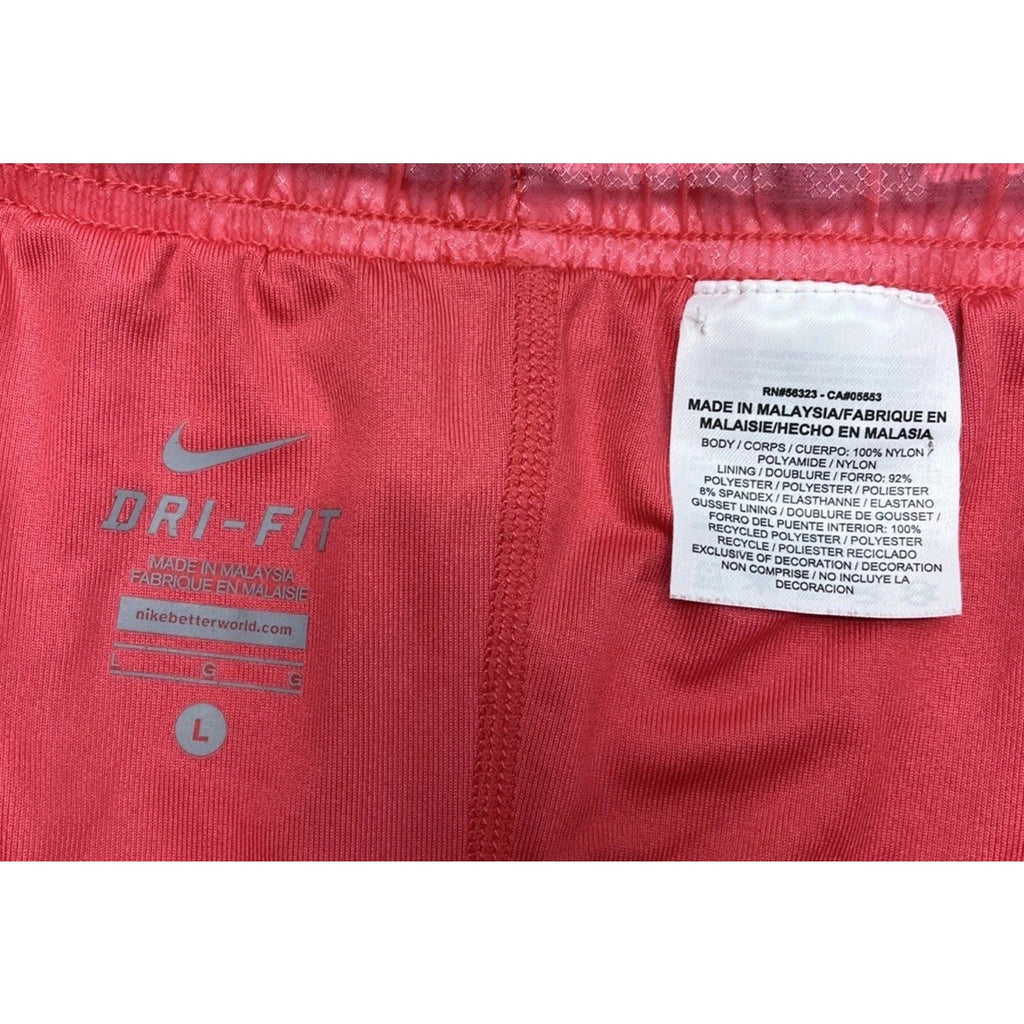 DRI-FIT
MADE IN MALAYSIA
FABRIQUE EN MALAISIE
nikebetterworld.com
L G G
L
RN#56323 - CA#05553
MADE IN MALAYSIA/FABRIQUE EN
MALAISIE/HECHO EN MALASIA
BODY / CORPS / CUERPO: 100% NYLON /
POLYAMIDE / NYLON
LINING / DOUBLURE / FORRO: 92%
POLYESTER / POLYESTER / POLIESTER
8% SPANDEX / ELASTHANNE / ELASTANO
GUSSET LINING / DOUBLURE DE GOUSSET /
FORRO DEL PUENTE INTERIOR: 100%
RECYCLED POLYESTER / POLYESTER
RECYCLE / POLIESTER RECICLADO
EXCLUSIVE OF DECORATION / DECORATION
NON COMPRISE / NO INCLUYE LA
DECORACION